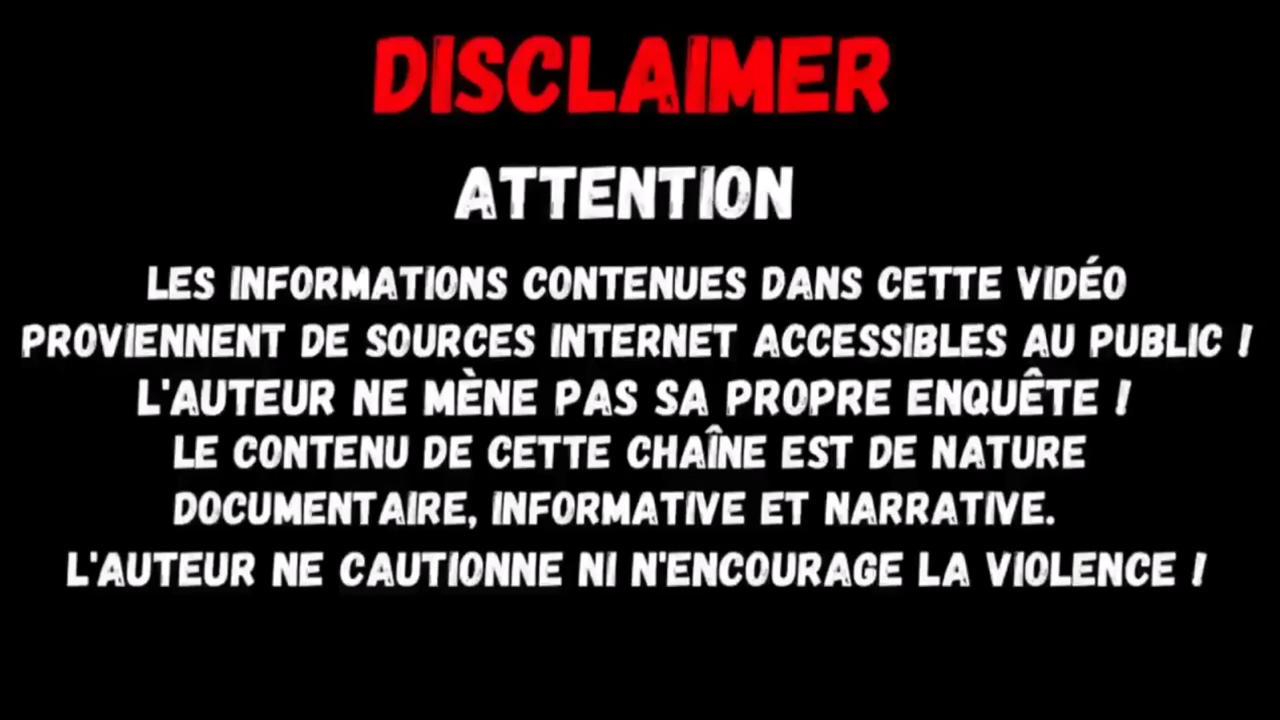 DISCLAIMER
ATTENTION
LES INFORMATIONS CONTENUES DANS CETTE VIDÉO
PROVIENNENT DE SOURCES INTERNET ACCESSIBLES AU PUBLIC !
L'AUTEUR NE MÈNE PAS SA PROPRE ENQUÊTE !
LE CONTENU DE CETTE CHAÎNE EST DE NATURE
DOCUMENTAIRE, INFORMATIVE ET NARRATIVE.
L'AUTEUR NE CAUTIONNE NI N'ENCOURAGE LA VIOLENCE !